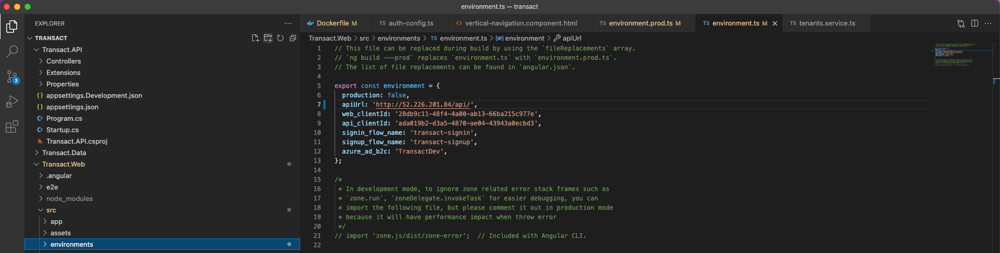 environment.ts — transact
EXPLORER
TRANSACT
Transact.API
Controllers
Extensions
Properties
{} appsettings.Development.json
{} appsettings.json
C# Program.cs
C# Startup.cs
Transact.API.csproj
Transact.Data
Transact.Web
.angular
e2e
node_modules
src
app
assets
environments
3
Dockerfile M
TS auth-config.ts
<> vertical-navigation.component.html
TS environment.prod.ts M
TS environment.ts M
TS tenants.service.ts
Transact.Web > src > environments > TS environment.ts > environment > apiUrl
1 // This file can be replaced during build by using the `fileReplacements` array.
2 // `ng build ---prod` replaces `environment.ts` with `environment.prod.ts`.
3 // The list of file replacements can be found in `angular.json`.
4
5 export const environment = {
6 production: false,
7 apiUrl: 'http://52.226.201.84/api/',
8 web_clientId: '28db9c11-48f4-4a00-ab13-66ba215c977e',
9 api_clientId: 'ada019b2-d3a5-4870-ae04-43943a0ecbd3',
10 signin_flow_name: 'transact-signin',
11 signup_flow_name: 'transact-signup',
12 azure_ad_b2c: 'TransactDev',
13 };
14
15 /*
16 * In development mode, to ignore zone related error stack frames such as
17 * `zone.run`, `zoneDelegate.invokeTask` for easier debugging, you can
18 * import the following file, but please comment it out in production mode
19 * because it will have performance impact when throw error
20 */
21 // import 'zone.js/dist/zone-error';  // Included with Angular CLI.
22